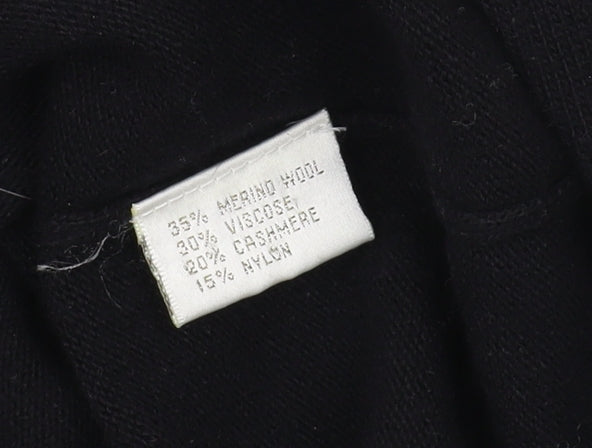 35% MERINO WOOL
30% VISCOSE
20% CASHMERE
15% NYLON